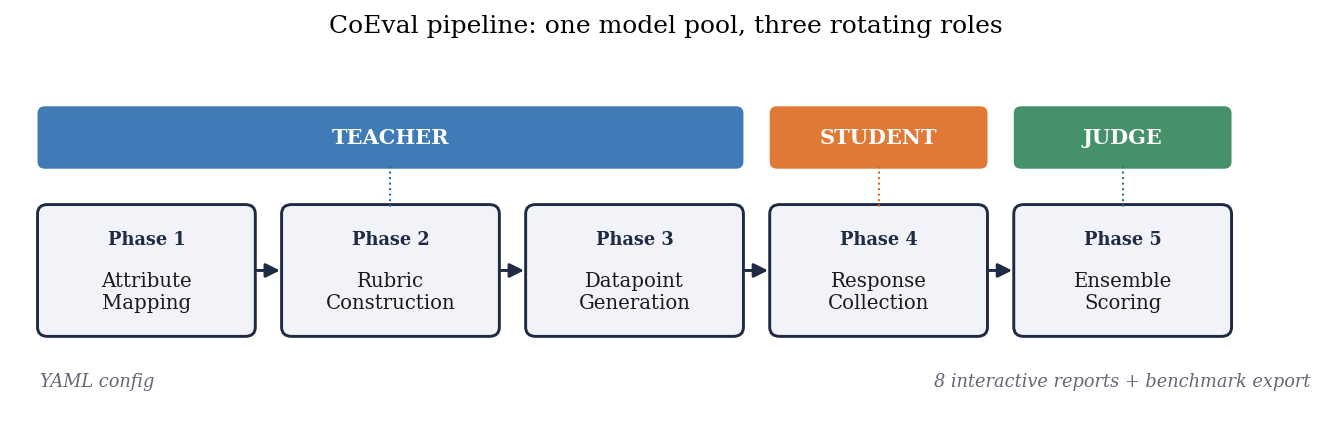 CoEval pipeline: one model pool, three rotating roles
TEACHER
STUDENT
JUDGE
Phase 1
Attribute
Mapping
Phase 2
Rubric
Construction
Phase 3
Datapoint
Generation
Phase 4
Response
Collection
Phase 5
Ensemble
Scoring
YAML config
8 interactive reports + benchmark export